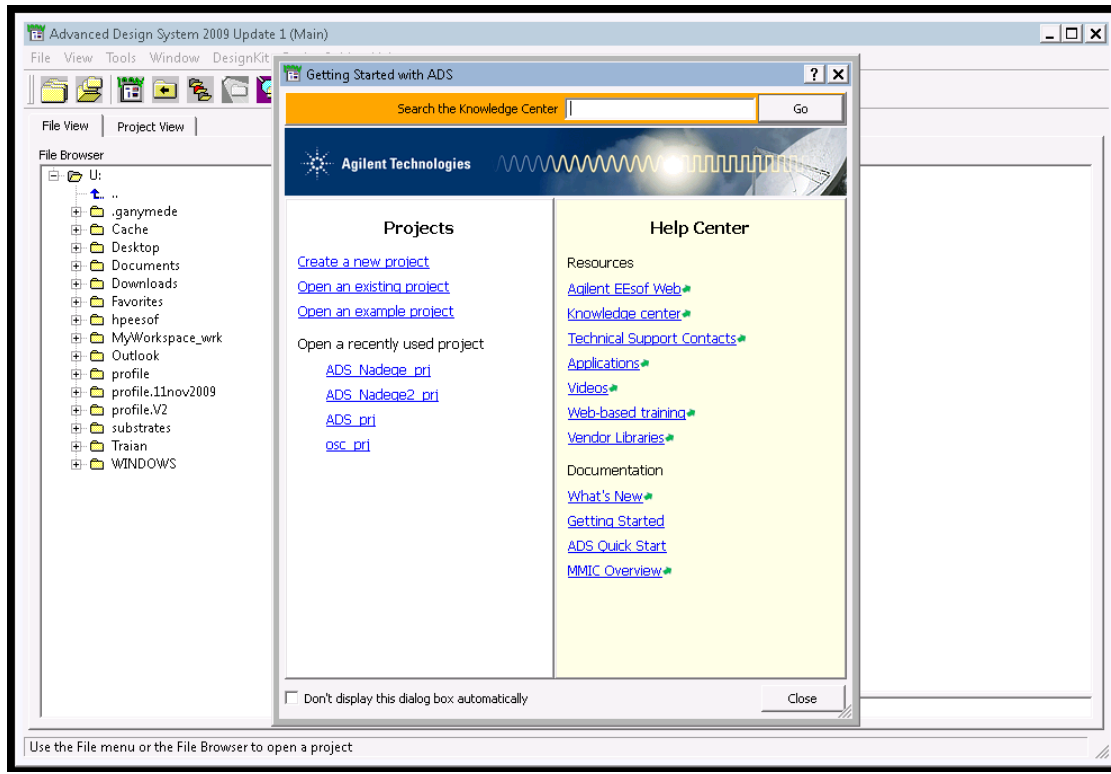 Advanced Design System 2009 Update 1 (Main)
File View Tools Window DesignKit
Getting Started with ADS
Search the Knowledge Center
Go
File View
Project View
File Browser
Agilent Technologies
U:
..
.ganymede
Cache
Desktop
Documents
Downloads
Favorites
hpeesof
MyWorkspace_wrk
Outlook
profile
profile.11nov2009
profile.V2
substrates
Traian
WINDOWS
Projects
Create a new project
Open an existing project
Open an example project
Open a recently used project
ADS_Nadege_prj
ADS_Nadege2_prj
ADS_prj
osc_prj
Help Center
Resources
Agilent EEsof Web
Knowledge center
Technical Support Contacts
Applications
Videos
Web-based training
Vendor Libraries
Documentation
What's New
Getting Started
ADS Quick Start
MMIC Overview
Don't display this dialog box automatically
Close
Use the File menu or the File Browser to open a project